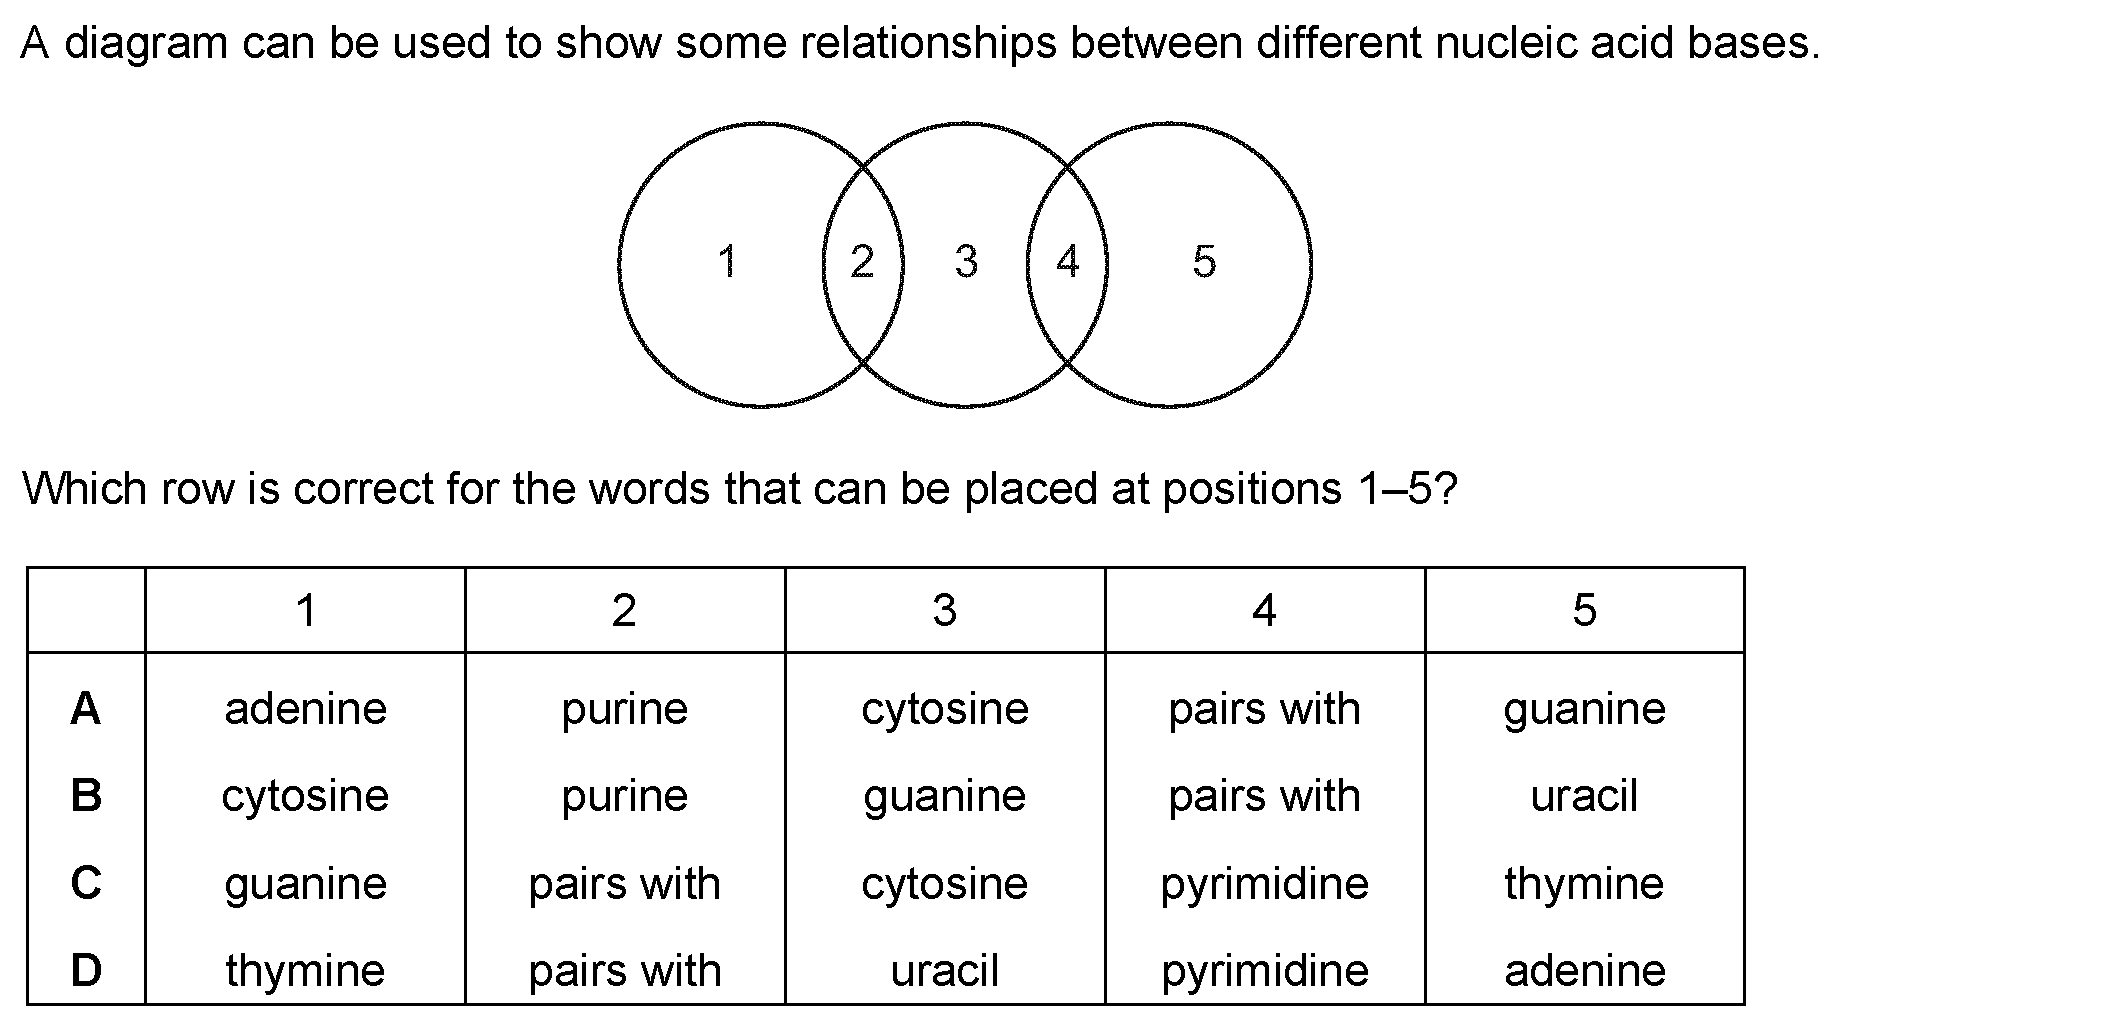 A diagram can be used to show some relationships between different nucleic acid bases.
1 2 3 4 5
Which row is correct for the words that can be placed at positions 1–5?
1 2 3 4 5
A adenine purine cytosine pairs with guanine
B cytosine purine guanine pairs with uracil
C guanine pairs with cytosine pyrimidine thymine
D thymine pairs with uracil pyrimidine adenine